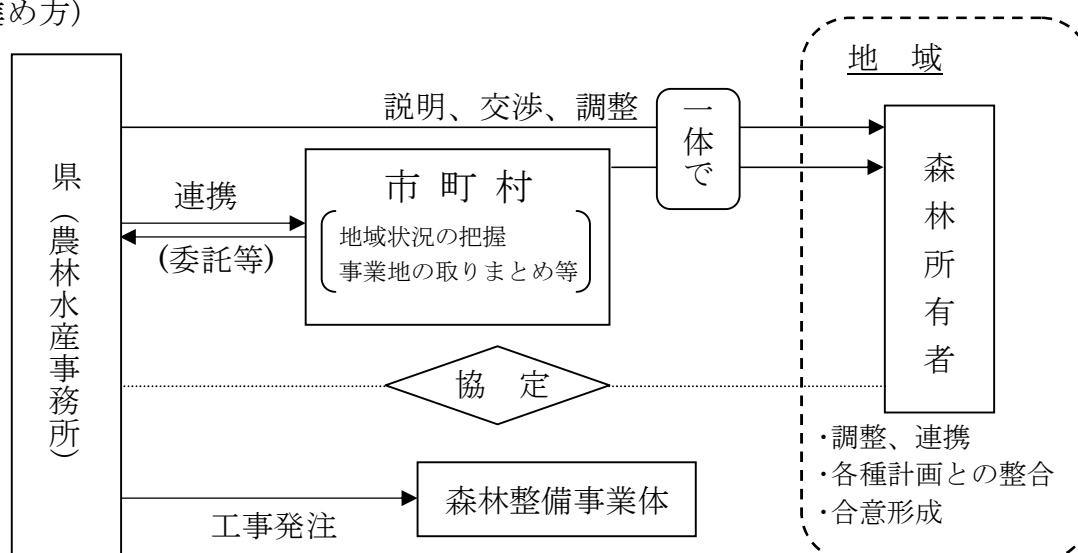 め方)
地 域
説明、交渉、調整
一体で
県(農林水産事務所)
連携
(委託等)
市 町 村
地域状況の把握
事業地の取りまとめ等
森林所有者
協 定
・調整、連携
・各種計画との整合
・合意形成
森林整備事業体
工事発注